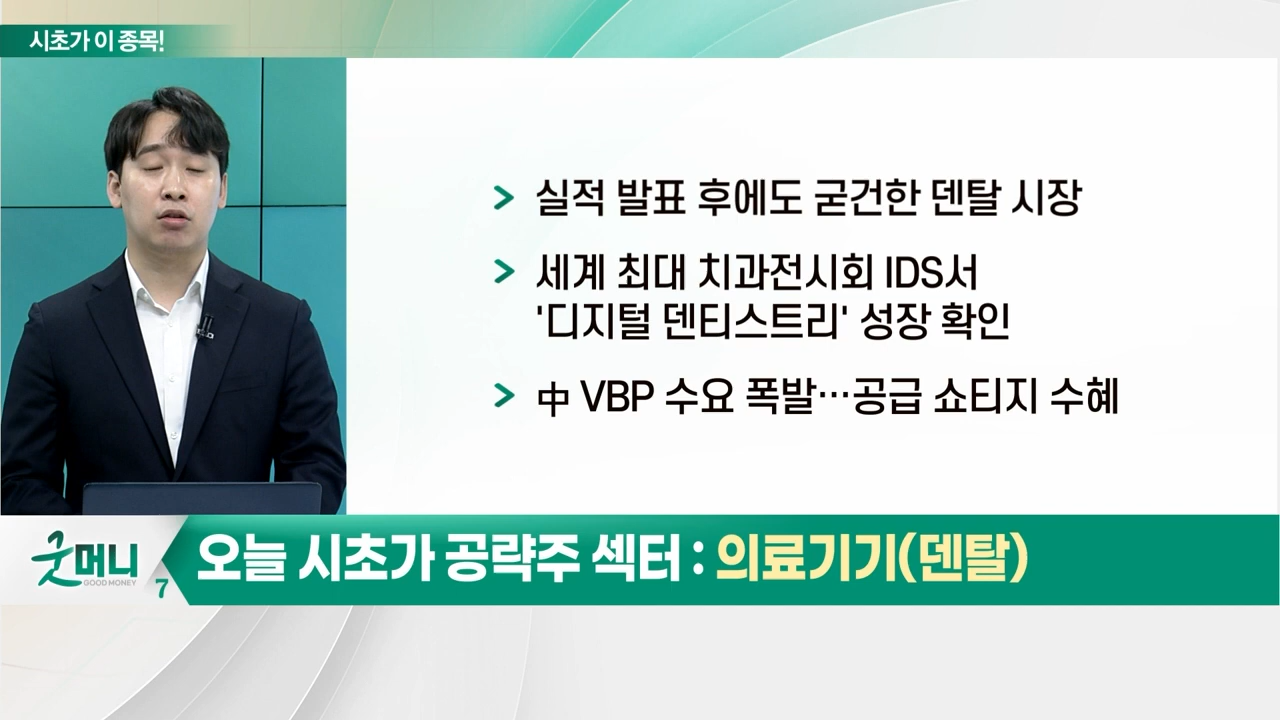 시초가 이 종목!
> 실적 발표 후에도 굳건한 덴탈 시장
> 세계 최대 치과전시회 IDS서
'디지털 덴티스트리' 성장 확인
> 中 VBP 수요 폭발…공급 쇼티지 수혜
굿머니
GOOD MONEY
7
오늘 시초가 공략주 섹터 : 의료기기(덴탈)